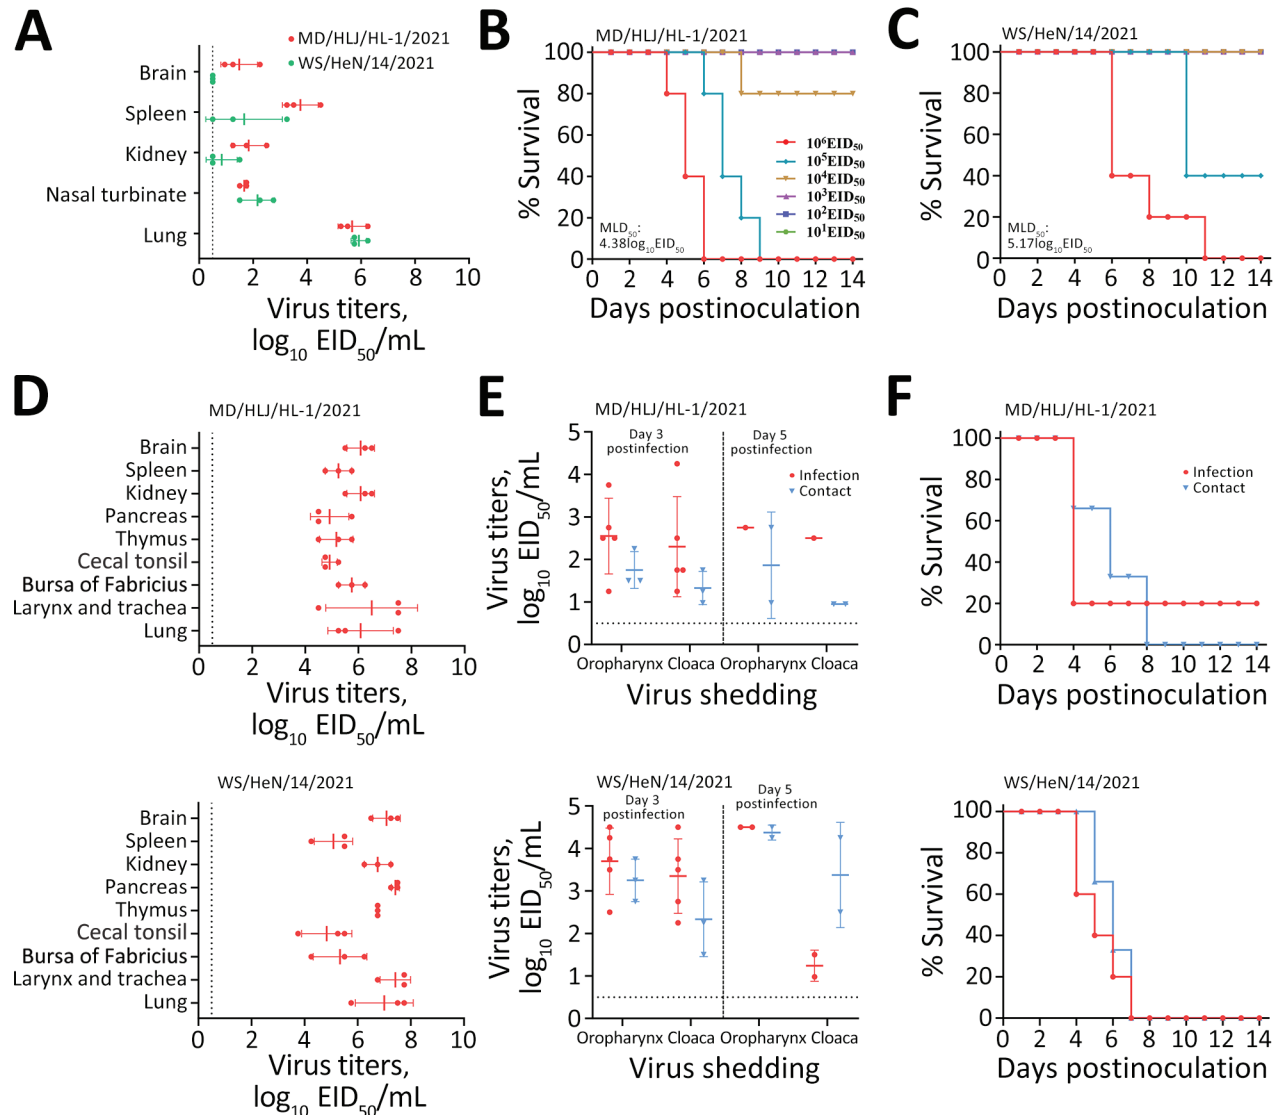 A
MD/HLJ/HL-1/2021
WS/HeN/14/2021
Brain
Spleen
Kidney
Nasal turbinate
Lung
0 2 4 6 8 10
Virus titers,
log10 EID50/mL
B
MD/HLJ/HL-1/2021
% Survival
100
80
60
40
20
0
10^6EID50
10^5EID50
10^4EID50
10^3EID50
10^2EID50
10^1EID50
MLD50:
4.38log10EID50
0 2 4 6 8 10 12 14
Days postinoculation
C
WS/HeN/14/2021
% Survival
100
80
60
40
20
0
MLD50:
5.17log10EID50
0 2 4 6 8 10 12 14
Days postinoculation
D
MD/HLJ/HL-1/2021
Brain
Spleen
Kidney
Pancreas
Thymus
Cecal tonsil
Bursa of Fabricius
Larynx and trachea
Lung
0 2 4 6 8 10
Virus titers,
log10 EID50/mL
WS/HeN/14/2021
Brain
Spleen
Kidney
Pancreas
Thymus
Cecal tonsil
Bursa of Fabricius
Larynx and trachea
Lung
0 2 4 6 8 10
Virus titers,
log10 EID50/mL
E
MD/HLJ/HL-1/2021
Virus titers,
log10 EID50/mL
5
4
3
2
1
0
Day 3
postinfection
Day 5
postinfection
Infection
Contact
Oropharynx Cloaca Oropharynx Cloaca
Virus shedding
WS/HeN/14/2021
Virus titers,
log10 EID50/mL
5
4
3
2
1
0
Day 3
postinfection
Day 5
postinfection
Oropharynx Cloaca Oropharynx Cloaca
Virus shedding
F
MD/HLJ/HL-1/2021
% Survival
100
80
60
40
20
0
Infection
Contact
0 2 4 6 8 10 12 14
Days postinoculation
WS/HeN/14/2021
% Survival
100
80
60
40
20
0
0 2 4 6 8 10 12 14
Days postinoculation